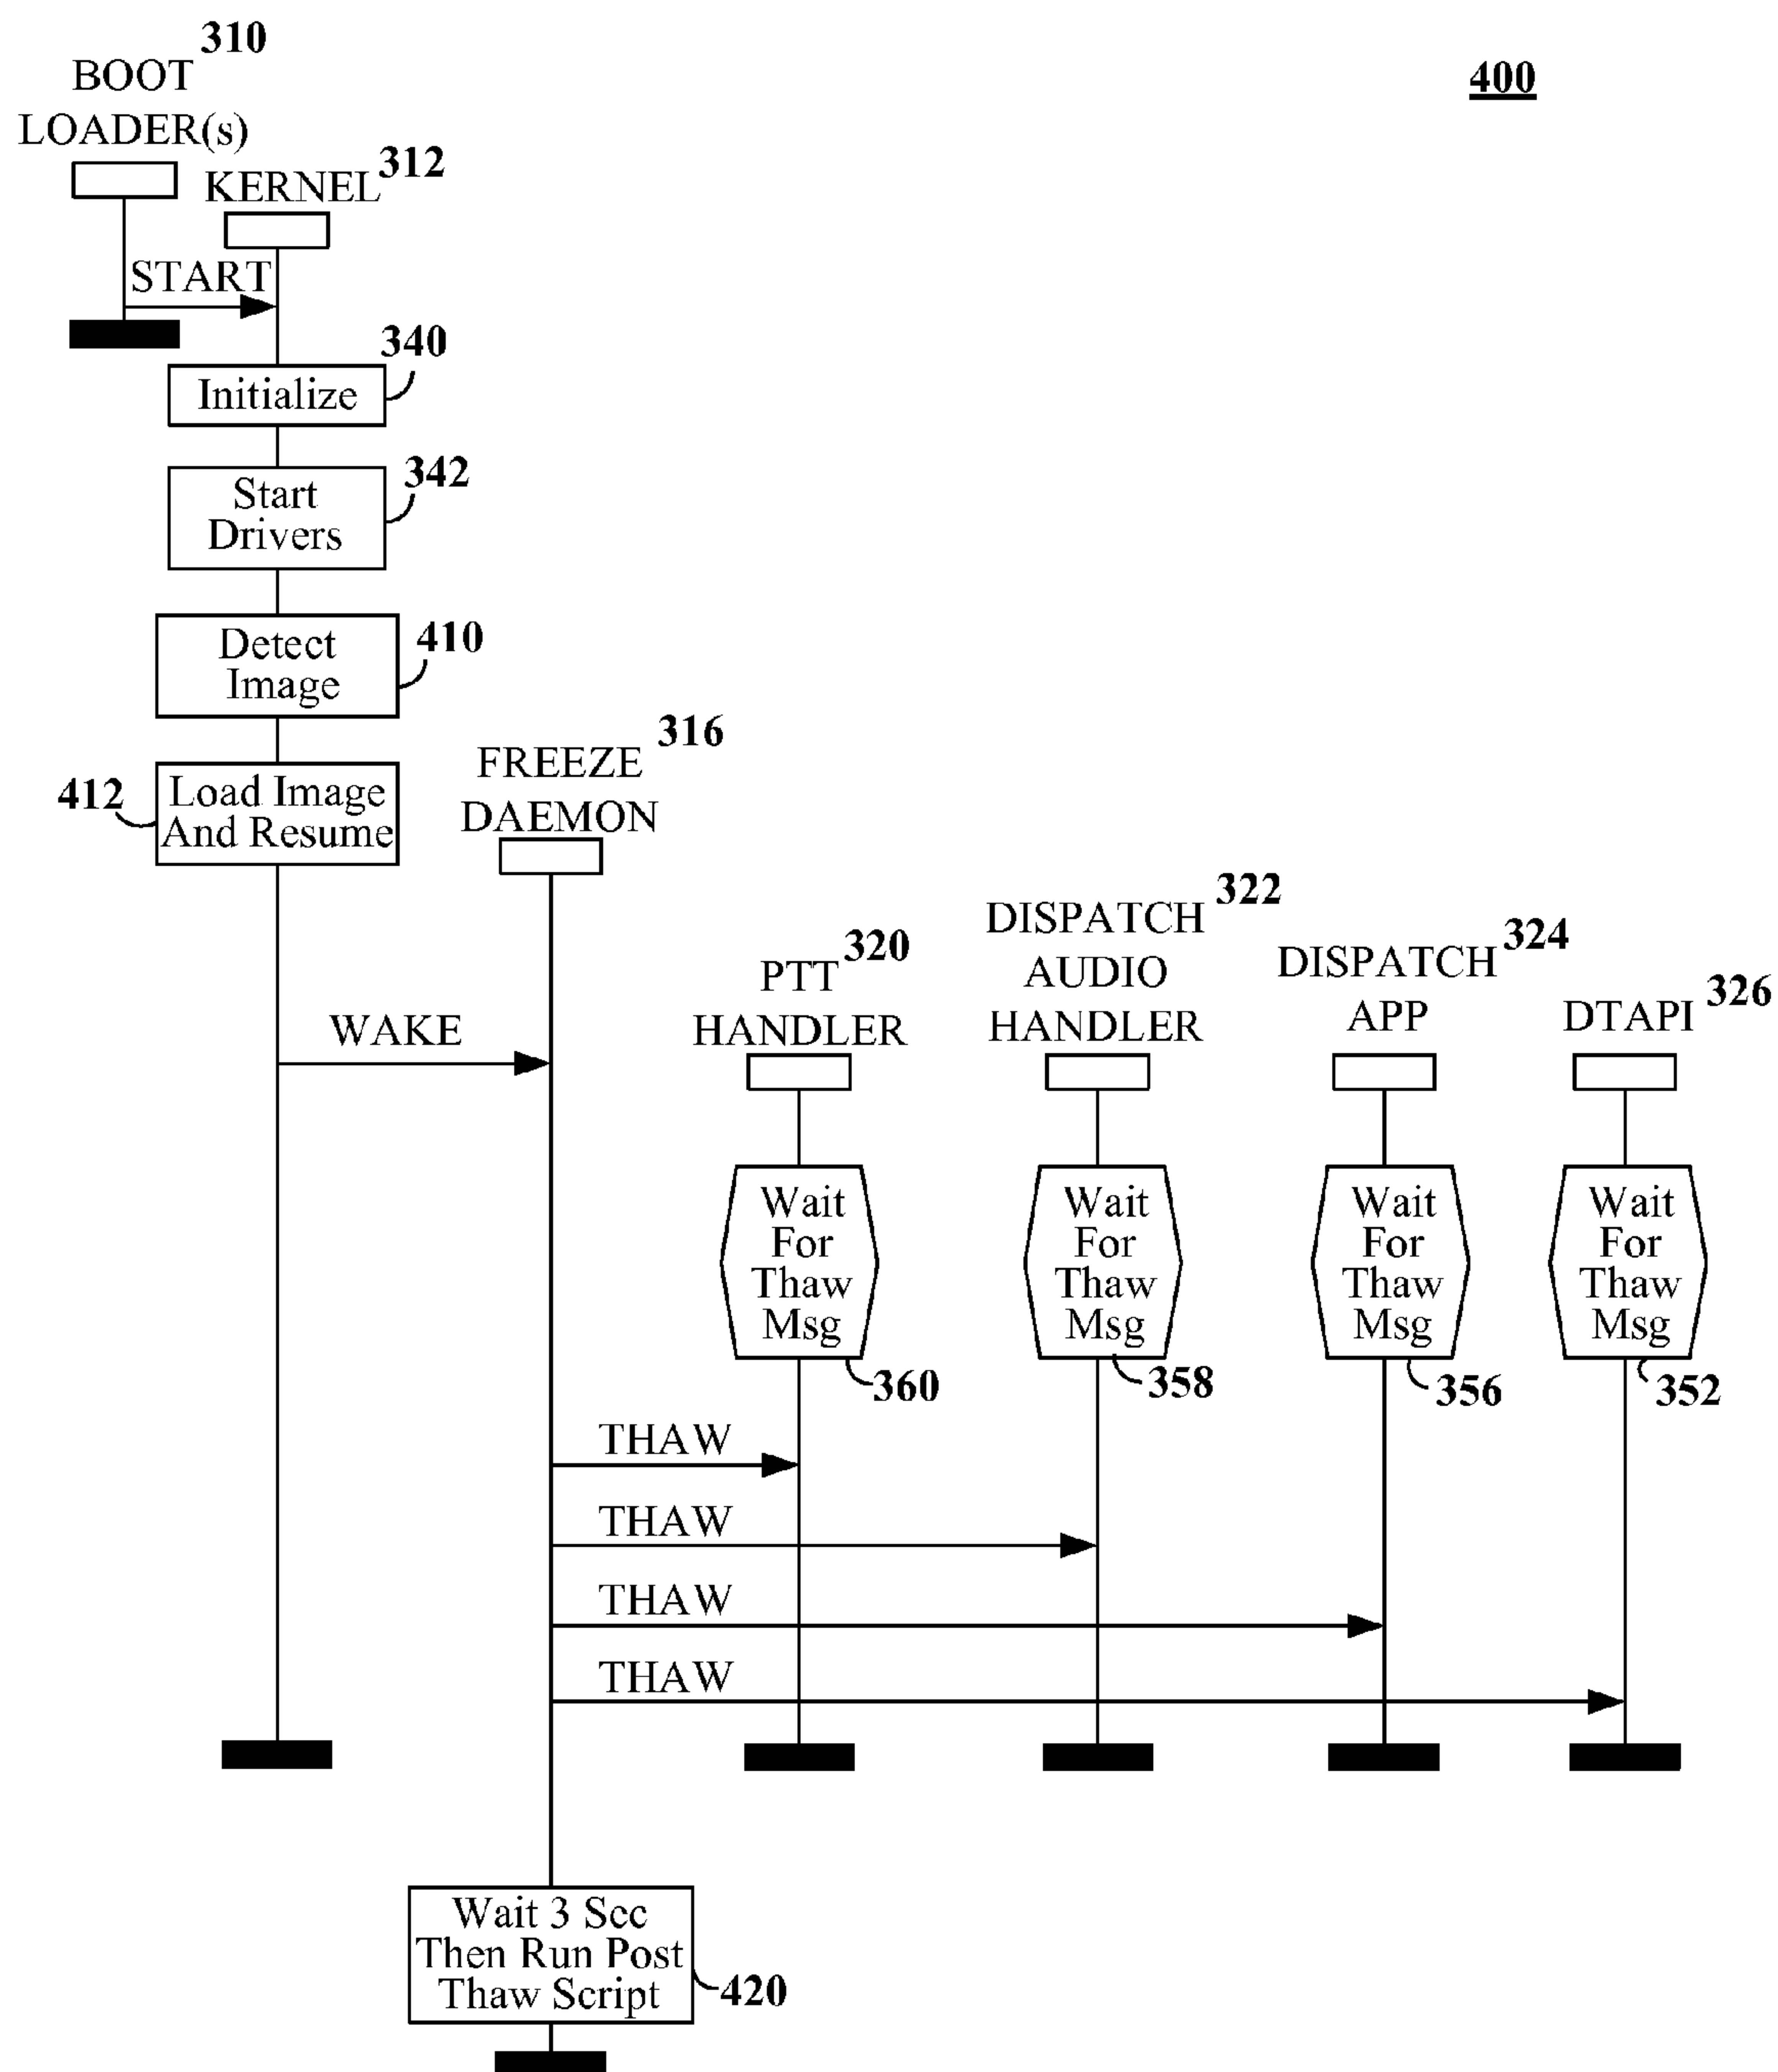 310
BOOT
LOADER(s)
400
312
KERNEL
START
340
Initialize
342
Start
Drivers
410
Detect
Image
412
Load Image
And Resume
316
FREEZE
DAEMON
WAKE
320
PTT
HANDLER
322
DISPATCH
AUDIO
HANDLER
324
DISPATCH
APP
326
DTAPI
Wait
For
Thaw
Msg
360
Wait
For
Thaw
Msg
358
Wait
For
Thaw
Msg
356
Wait
For
Thaw
Msg
352
THAW
THAW
THAW
THAW
Wait 3 Sec
Then Run Post
Thaw Script
420